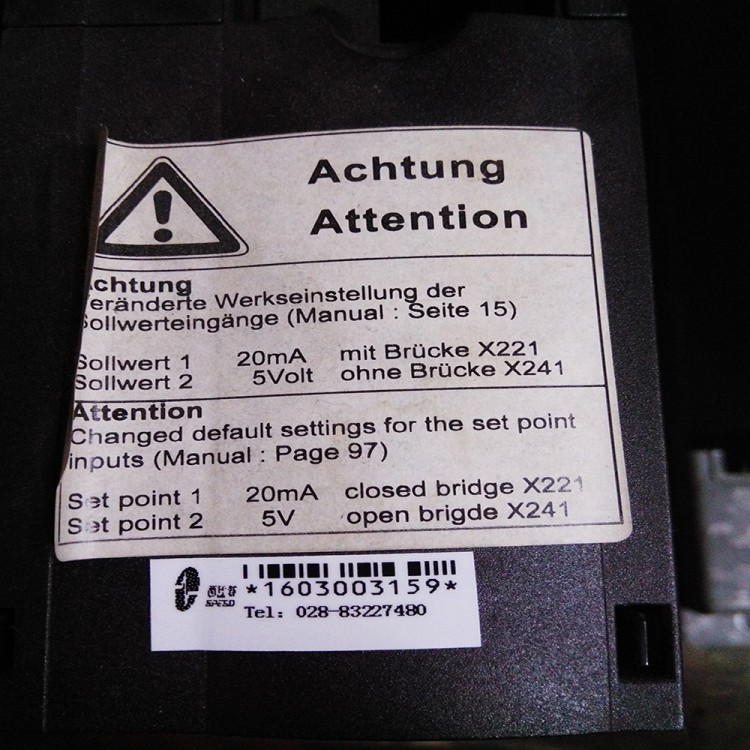 Achtung
Attention
Achtung
Veränderte Werkseinstellung der
Sollwerteingänge (Manual : Seite 15)
Sollwert 1 20mA mit Brücke X221
Sollwert 2 5Volt ohne Brücke X241
Attention
Changed default settings for the set point
inputs (Manual : Page 97)
Set point 1 20mA closed bridge X221
Set point 2 5V open brigde X241
*1603003159*
SPEED
Tel: 028-83227480